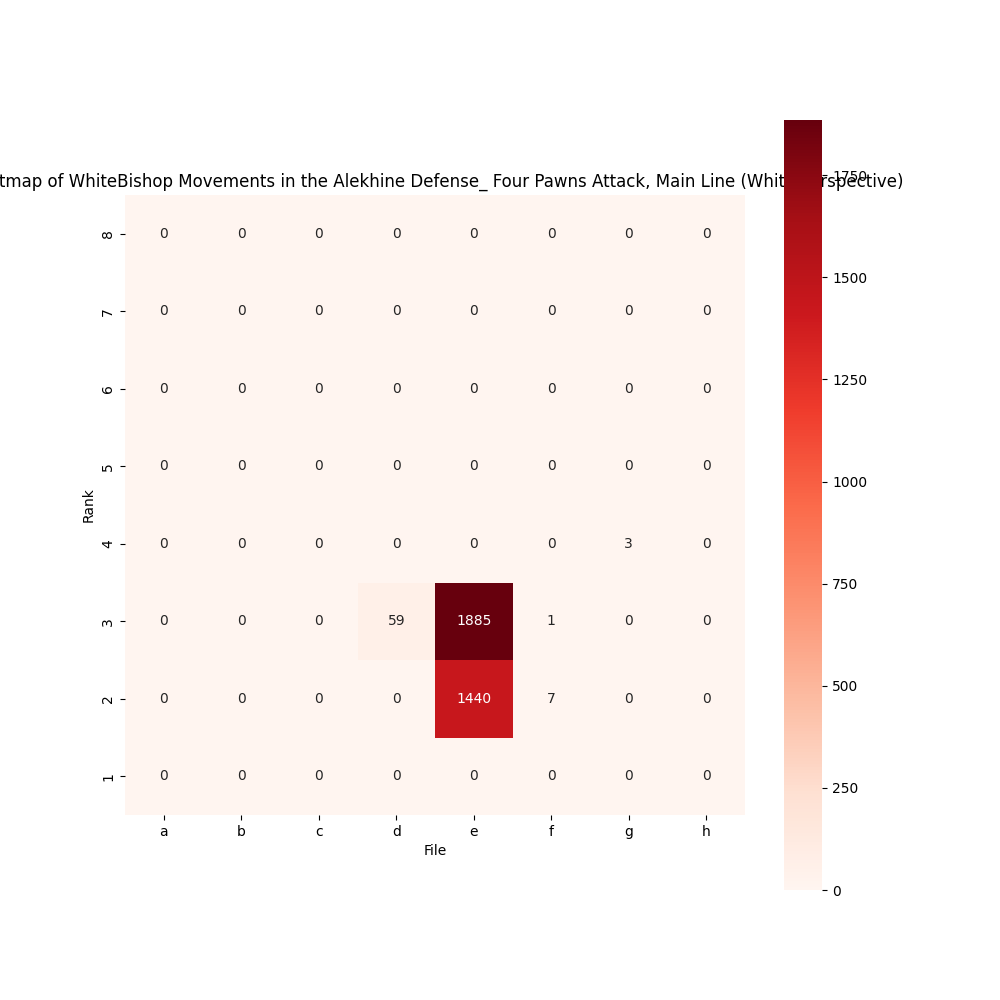 tmap of WhiteBishop Movements in the Alekhine Defense_ Four Pawns Attack, Main Line (Whit rspective)
1750
8 0 0 0 0 0 0 0 0
7 0 0 0 0 0 0 0 0
1500
6 0 0 0 0 0 0 0 0
1250
5 0 0 0 0 0 0 0 0
1000
Rank
4 0 0 0 0 0 0 3 0
750
3 0 0 0 59 1885 1 0 0
500
2 0 0 0 0 1440 7 0 0
250
1 0 0 0 0 0 0 0 0
a b c d e f g h
File
0